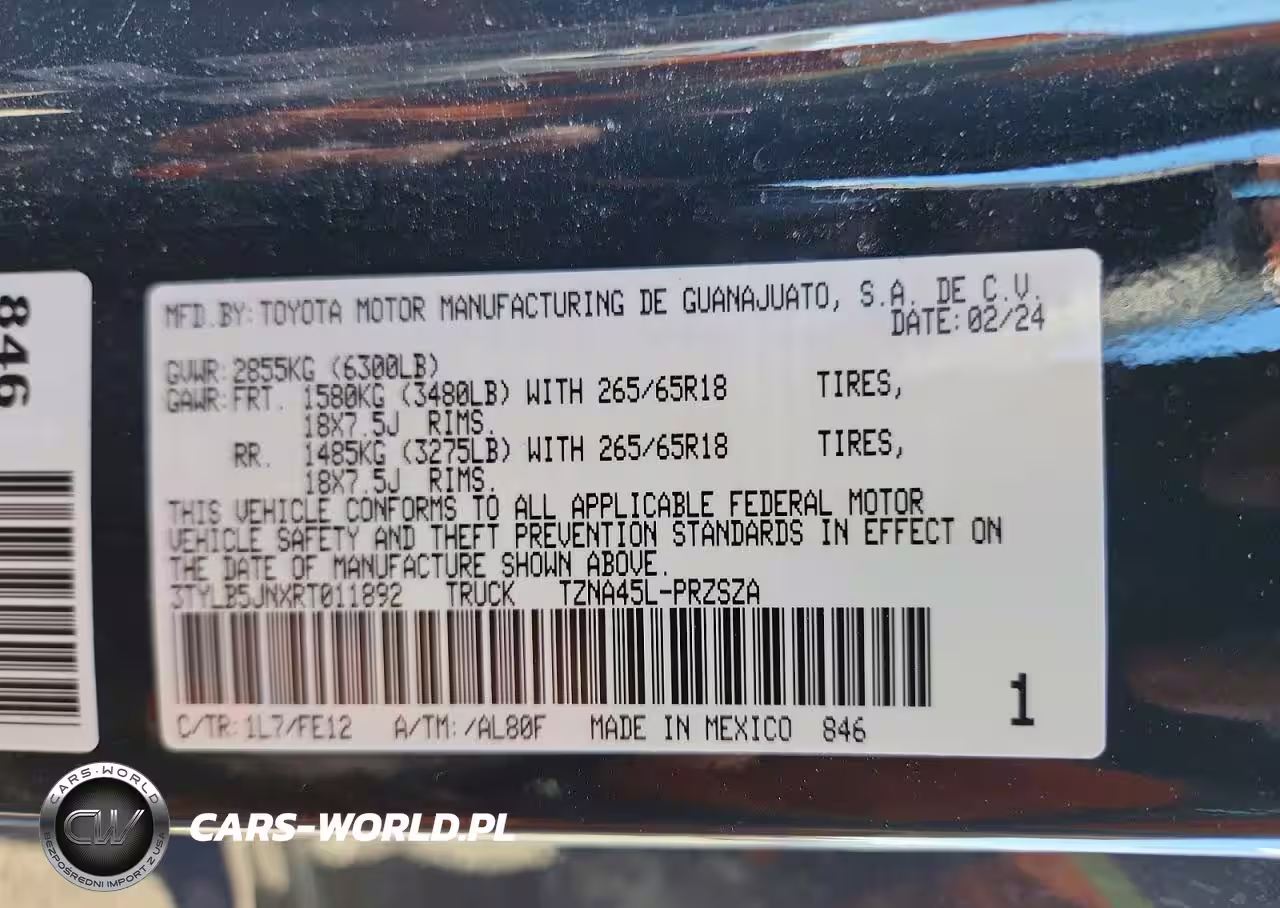 MFD.BY:TOYOTA MOTOR MANUFACTURING DE GUANAJUATO, S.A. DE C.V.
DATE:02/24
GVWR:2855KG (6300LB)
GAWR:FRT. 1580KG (3480LB) WITH 265/65R18 TIRES,
18X7.5J RIMS.
RR. 1485KG (3275LB) WITH 265/65R18 TIRES,
18X7.5J RIMS.
THIS VEHICLE CONFORMS TO ALL APPLICABLE FEDERAL MOTOR
VEHICLE SAFETY AND THEFT PREVENTION STANDARDS IN EFFECT ON
THE DATE OF MANUFACTURE SHOWN ABOVE.
3TYLB5JNXRT011892 TRUCK TZNA45L-PRZSZA
C/TR:1L7/FE12 A/TM:/AL80F MADE IN MEXICO 846
1
846
CARS-WORLD
CW
BEZPOŚREDNI IMPORT Z USA
CARS-WORLD.PL